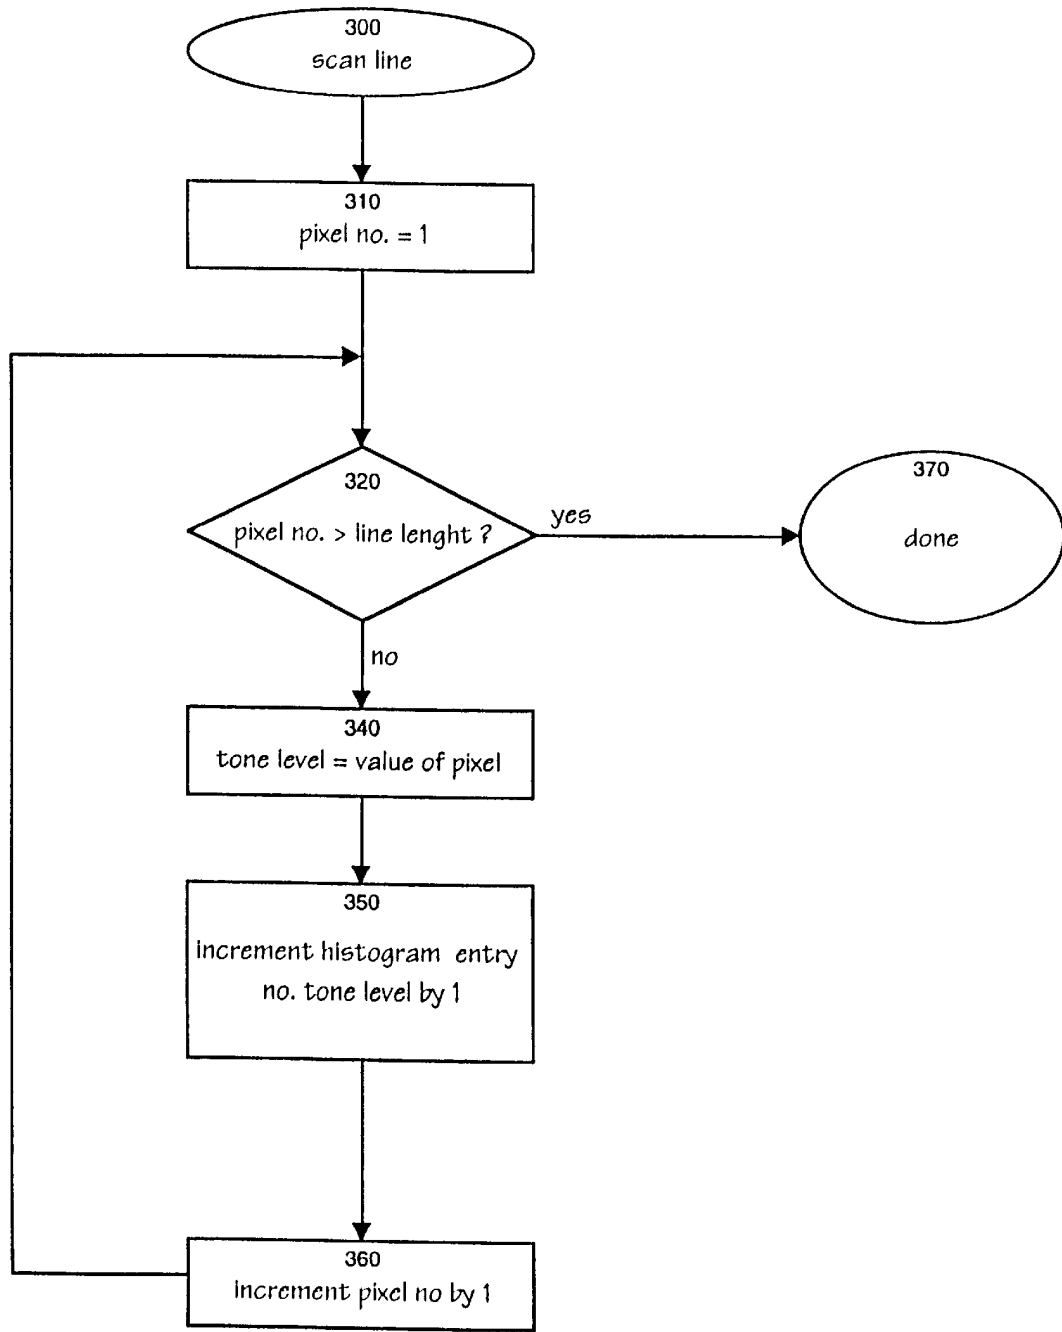 300
scan line
310
pixel no. = 1
320
pixel no. > line lenght ?
yes
370
done
no
340
tone level = value of pixel
350
increment histogram entry
no. tone level by 1
360
increment pixel no by 1